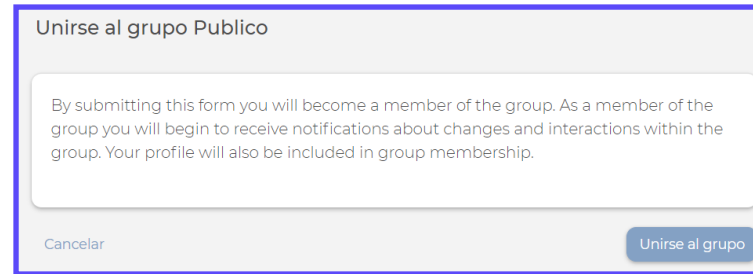 Unirse al grupo Publico
By submitting this form you will become a member of the group. As a member of the
group you will begin to receive notifications about changes and interactions within the
group. Your profile will also be included in group membership.
Cancelar
Unirse al grupo